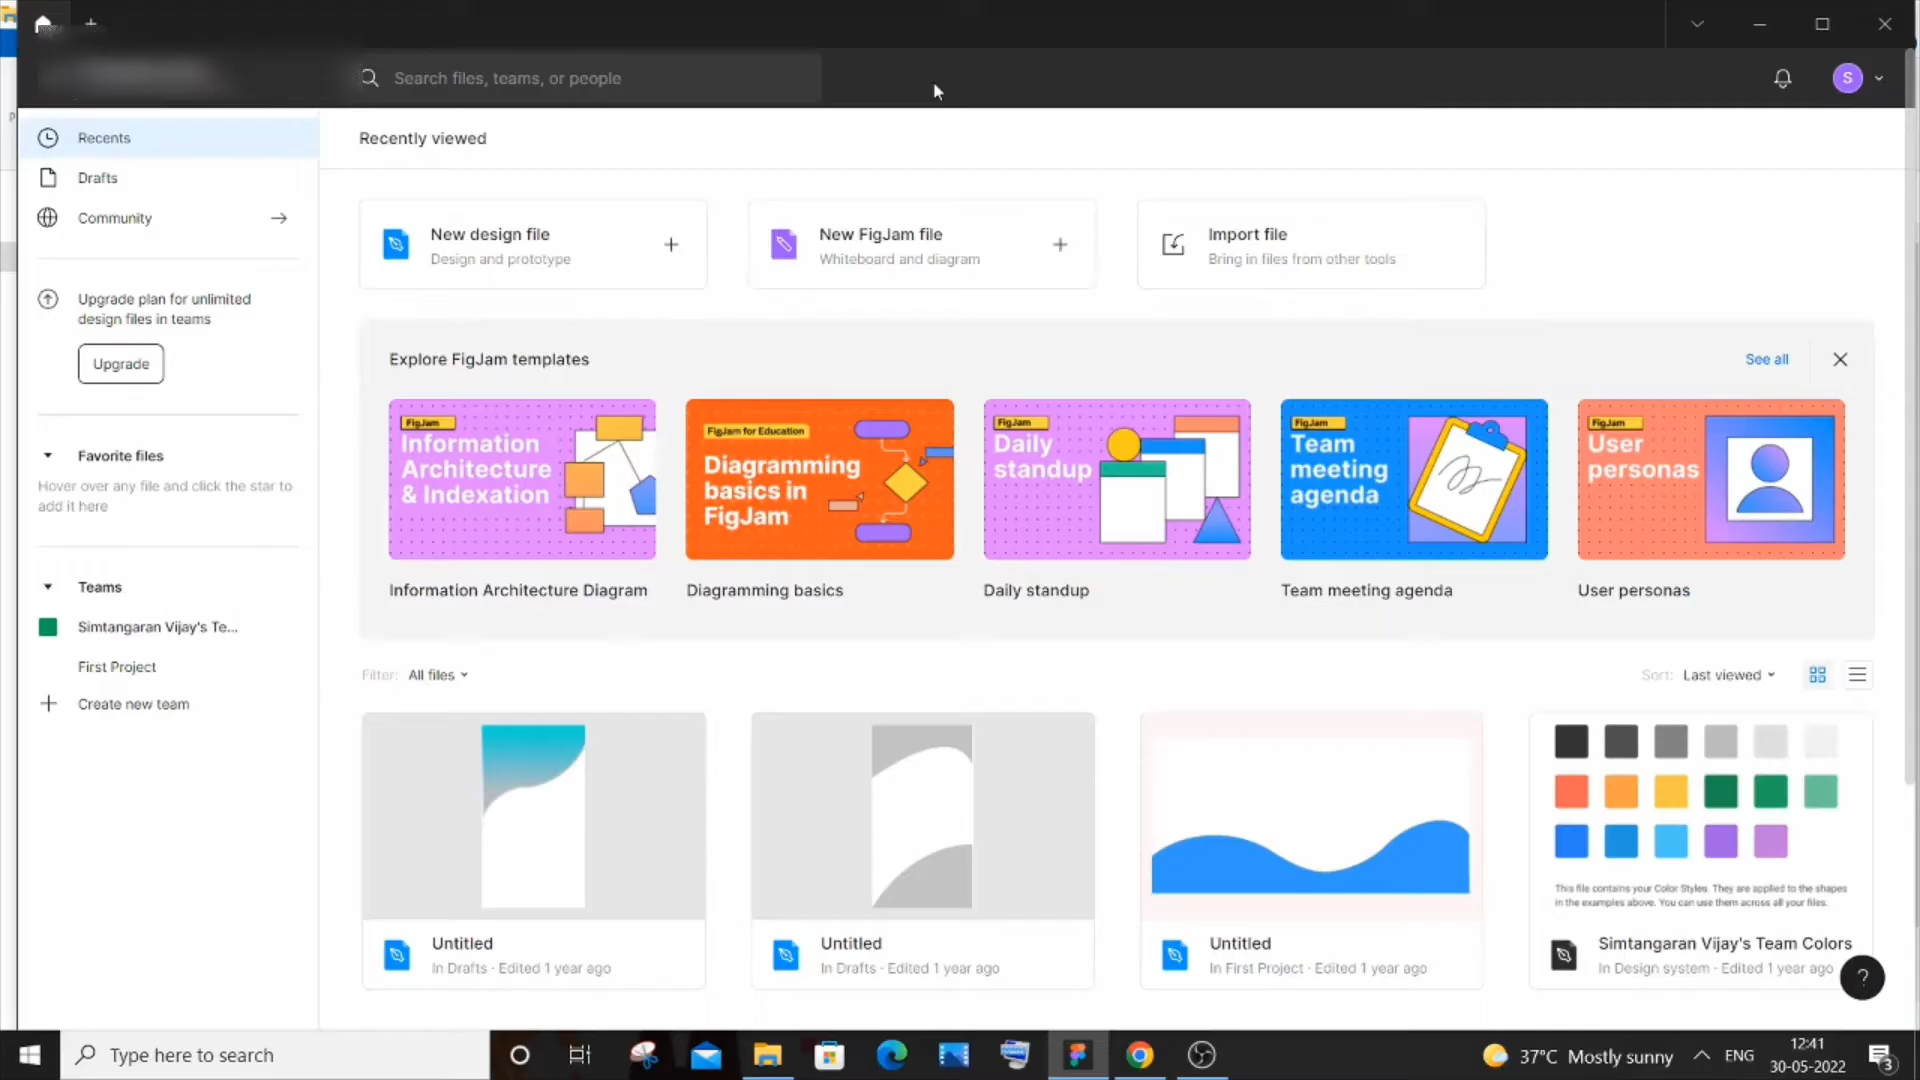 Search files, teams, or people
S
Recents
Drafts
Community
Upgrade plan for unlimited
design files in teams
Upgrade
Favorite files
Hover over any file and click the star to
add it here
Teams
Simtangaran Vijay's Te...
First Project
Create new team
Recently viewed
New design file
Design and prototype
New FigJam file
Whiteboard and diagram
Import file
Bring in files from other tools
Explore FigJam templates
See all
FigJam
Information
Architecture
& Indexation
Information Architecture Diagram
FigJam for Education
Diagramming
basics in
FigJam
Diagramming basics
FigJam
Daily
standup
Daily standup
FigJam
Team
meeting
agenda
Team meeting agenda
FigJam
User
personas
User personas
Filter: All files
Sort: Last viewed
Untitled
In Drafts · Edited 1 year ago
Untitled
In Drafts · Edited 1 year ago
Untitled
In First Project · Edited 1 year ago
This file contains your Color Styles. They are applied to the shapes
in the examples above. You can use them across all your files.
Simtangaran Vijay's Team Colors
In Design system · Edited 1 year ago
?
Type here to search
37°C Mostly sunny
ENG
12:41
30-05-2022
3